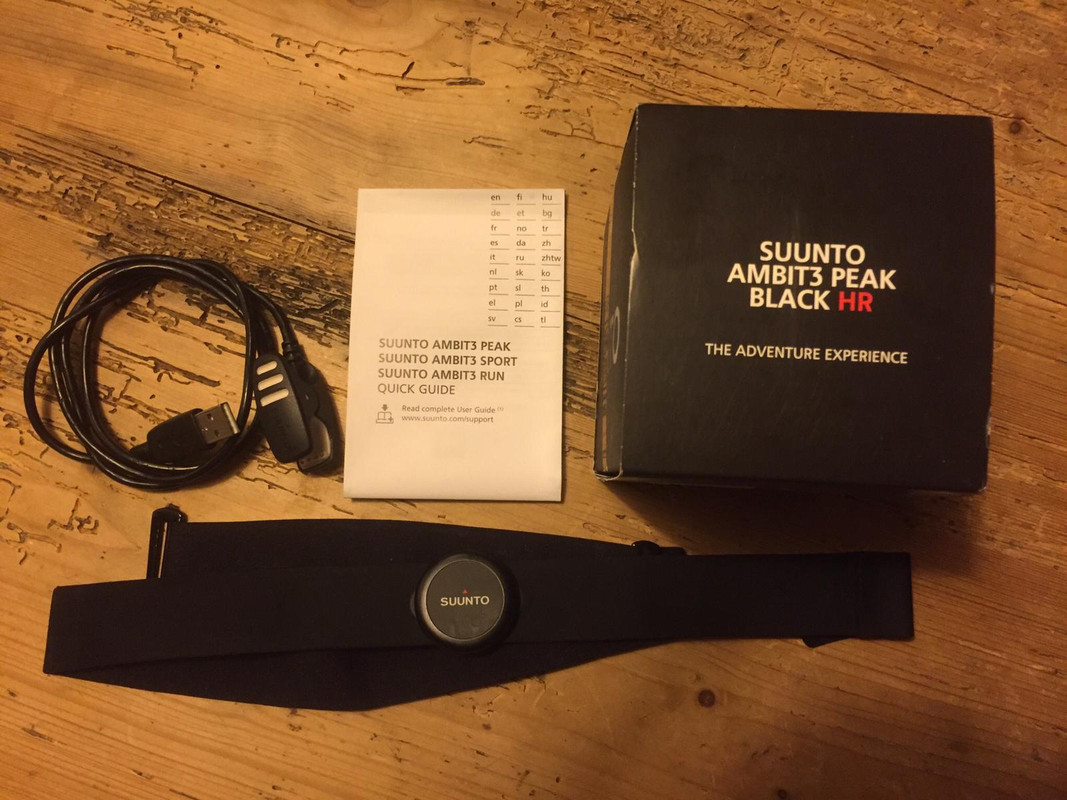 en fi hu
de et bg
fr no tr
es da zh
it ru zhtw
nl sk ko
pt sl th
el pl id
sv cs tl
SUUNTO AMBIT3 PEAK
SUUNTO AMBIT3 SPORT
SUUNTO AMBIT3 RUN
QUICK GUIDE
Read complete User Guide
www.suunto.com/support
SUUNTO
AMBIT3 PEAK
BLACK HR
THE ADVENTURE EXPERIENCE
SUUNTO